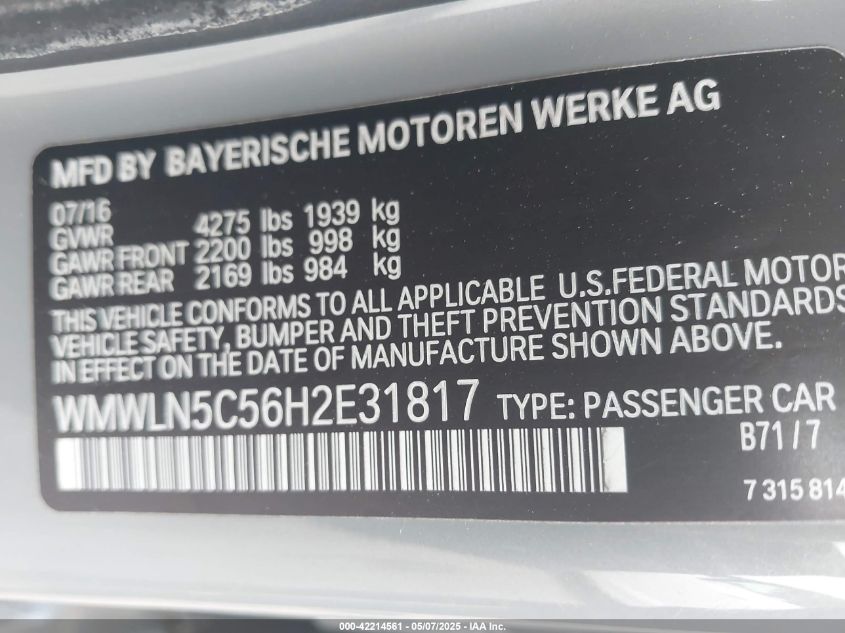 MFD BY BAYERISCHE MOTOREN WERKE AG
07/16
GVWR 4275 lbs 1939 kg
GAWR FRONT 2200 lbs 998 kg
GAWR REAR 2169 lbs 984 kg
THIS VEHICLE CONFORMS TO ALL APPLICABLE U.S.FEDERAL MOTOR
VEHICLE SAFETY, BUMPER AND THEFT PREVENTION STANDARDS
IN EFFECT ON THE DATE OF MANUFACTURE SHOWN ABOVE.
WMWLN5C56H2E31817 TYPE: PASSENGER CAR
B71/7
7 315 814
000-42214561 - 05/07/2025 - IAA Inc.